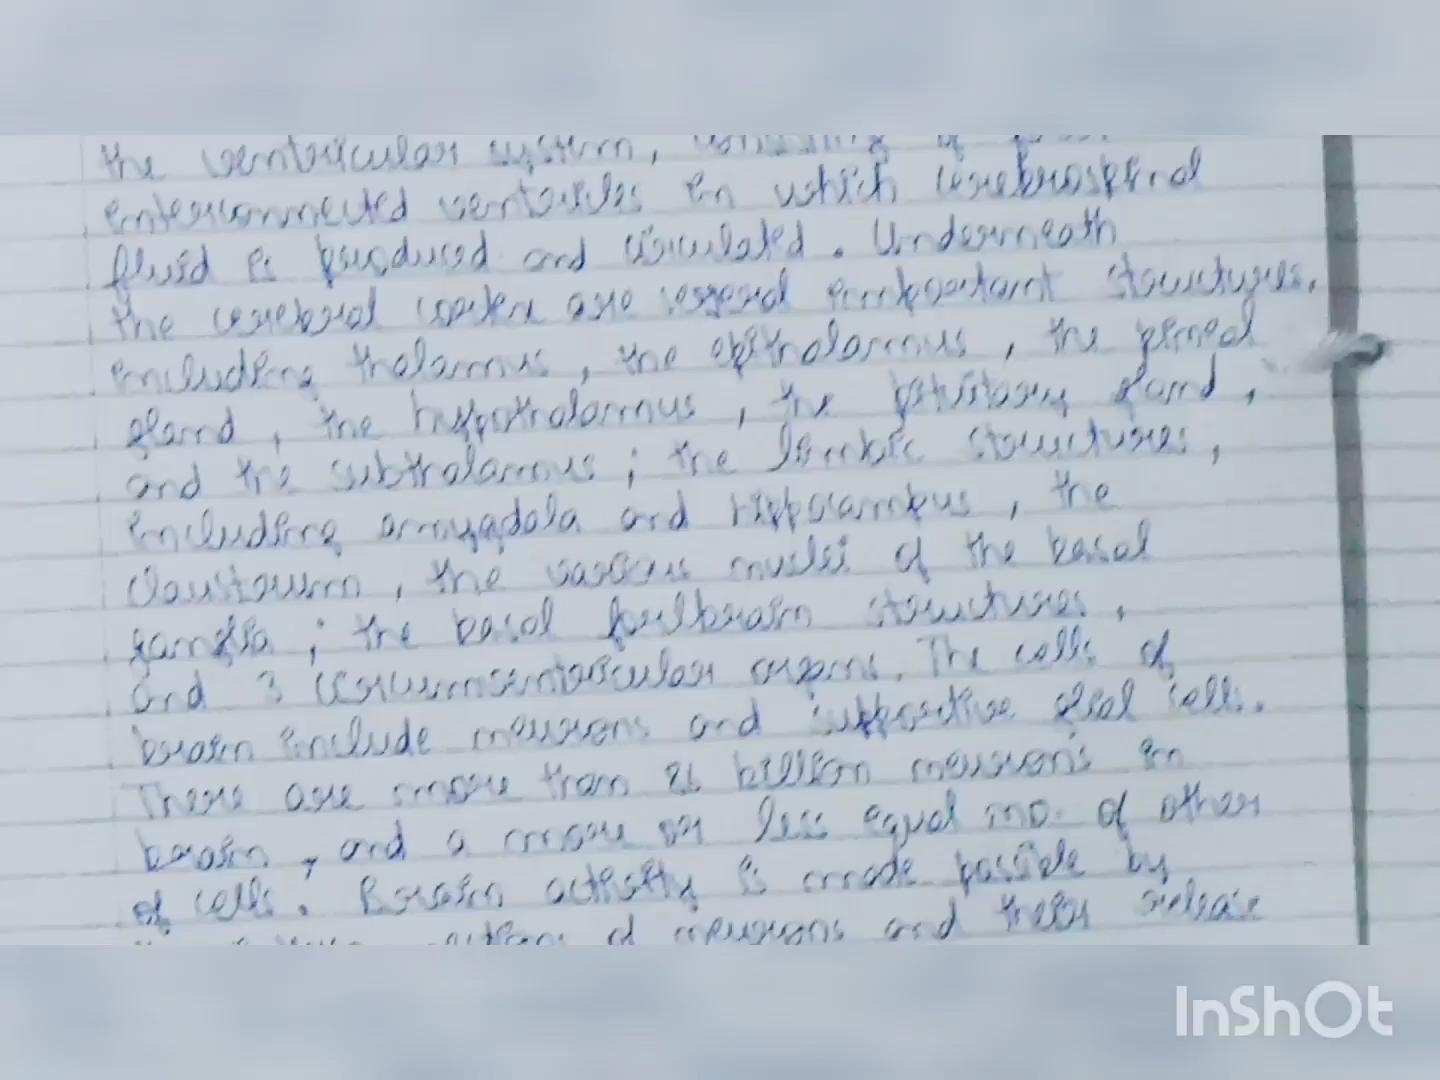 the ventricular system, consisting of four
interconnected ventricles in which cerebrospinal
fluid is produced and circulated. Underneath
the cerebral cortex are several important structures,
including thalamus, the epithalamus, the pineal
gland, the hypothalamus, the pituitary gland,
and the subthalamus; the limbic structures,
including amygdala and hippocampus, the
claustrum, the various nuclei of the basal
ganglia; the basal forebrain structures,
and 3 circumventricular organs. The cells of
brain include neurons and supportive glial cells.
There are more than 86 billion neurons in
brain, and a more or less equal no. of other
of cells. Brain activity is made possible by
of neurons and their release
InShOt